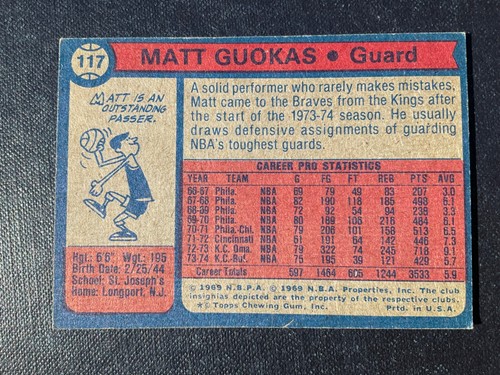 117
MATT GUOKAS • Guard
MATT IS AN
OUTSTANDING
PASSER.
A solid performer who rarely makes mistakes,
Matt came to the Braves from the Kings after
the start of the 1973-74 season. He usually
draws defensive assignments of guarding
NBA's toughest guards.
CAREER PRO STATISTICS
YEAR TEAM G FG FT REB PTS AVG
66-67 Phila. NBA 69 79 49 83 207 3.0
67-68 Phila. NBA 82 190 118 185 498 6.1
68-69 Phila. NBA 72 92 54 94 238 3.3
69-70 Phila. NBA 80 189 106 216 484 6.1
70-71 Phila.-Chi. NBA 79 206 101 158 513 6.5
71-72 Cincinnati NBA 61 191 64 142 446 7.3
72-73 K.C. Oma. NBA 79 322 74 245 718 9.1
73-74 K.C.-Buf. NBA 75 195 39 121 429 5.7
Career Totals 597 1464 605 1244 3533 5.9
Hgt.: 6'6" Wgt.: 195
Birth Date: 2/25/44
School: St. Joseph's
Home: Longport, N.J.
© 1969 N.B.P.A. © 1969 N.B.A. Properties, Inc. The club
insignias depicted are the property of the respective clubs.
★© Topps Chewing Gum, Inc. Prtd. in U.S.A.